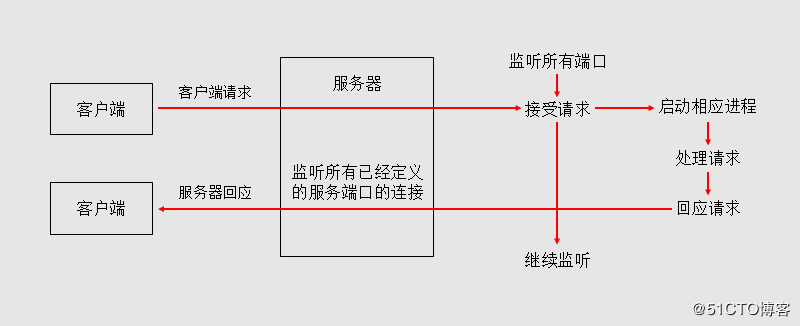 监听所有端口
服务器
客户端
客户端请求
接受请求
启动相应进程
处理请求
监听所有已经定义
的服务端口的连接
客户端
服务器回应
回应请求
继续监听
@51CTO博客